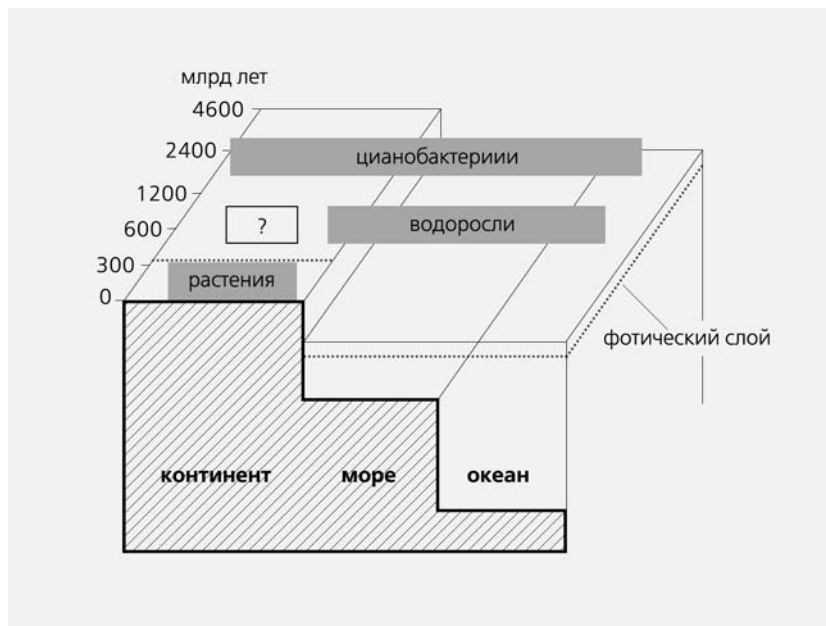 млрд лет
4600
2400
цианобактериии
1200
600
?
водоросли
300
растения
0
фотический слой
континент
море
океан